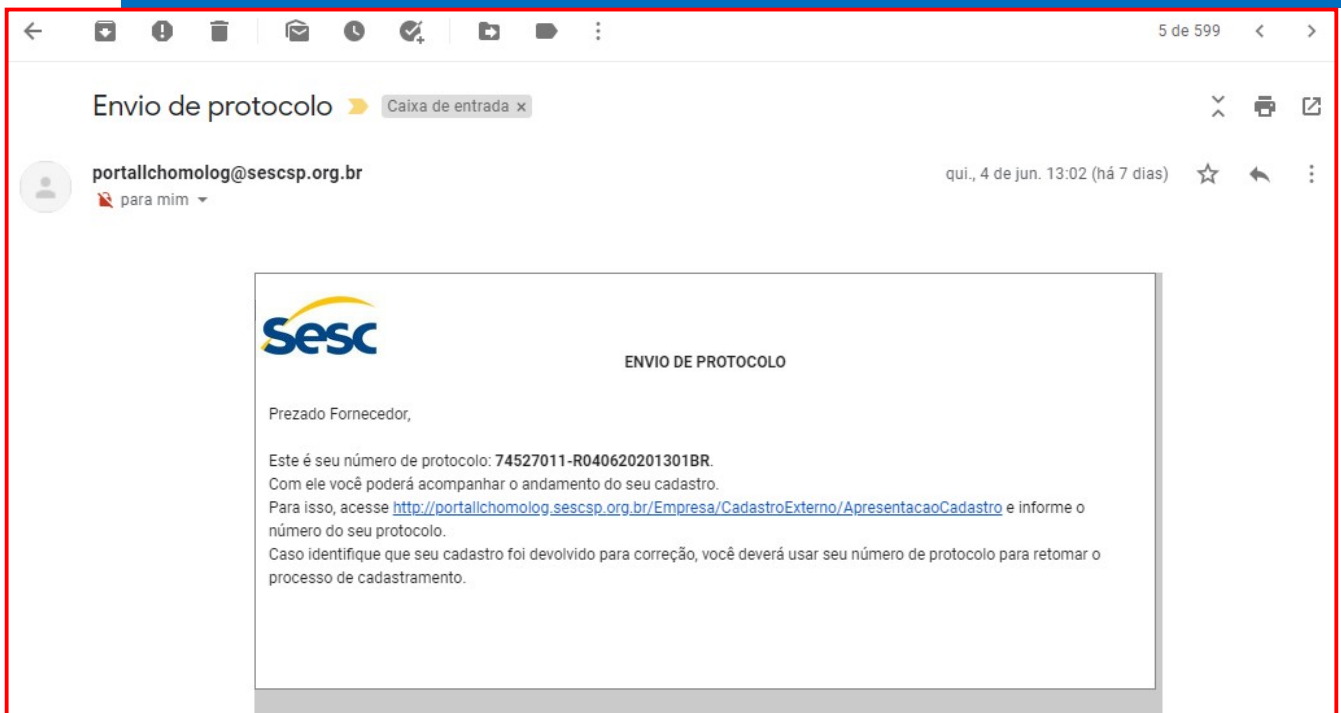 5 de 599
Envio de protocolo Caixa de entrada x
portallchomolog@sescsp.org.br qui., 4 de jun. 13:02 (há 7 dias)
para mim
Sesc
ENVIO DE PROTOCOLO
Prezado Fornecedor,
Este é seu número de protocolo: 74527011-R040620201301BR.
Com ele você poderá acompanhar o andamento do seu cadastro.
Para isso, acesse http://portallchomolog.sescsp.org.br/Empresa/CadastroExterno/ApresentacaoCadastro e informe o
número do seu protocolo.
Caso identifique que seu cadastro foi devolvido para correção, você deverá usar seu número de protocolo para retomar o
processo de cadastramento.